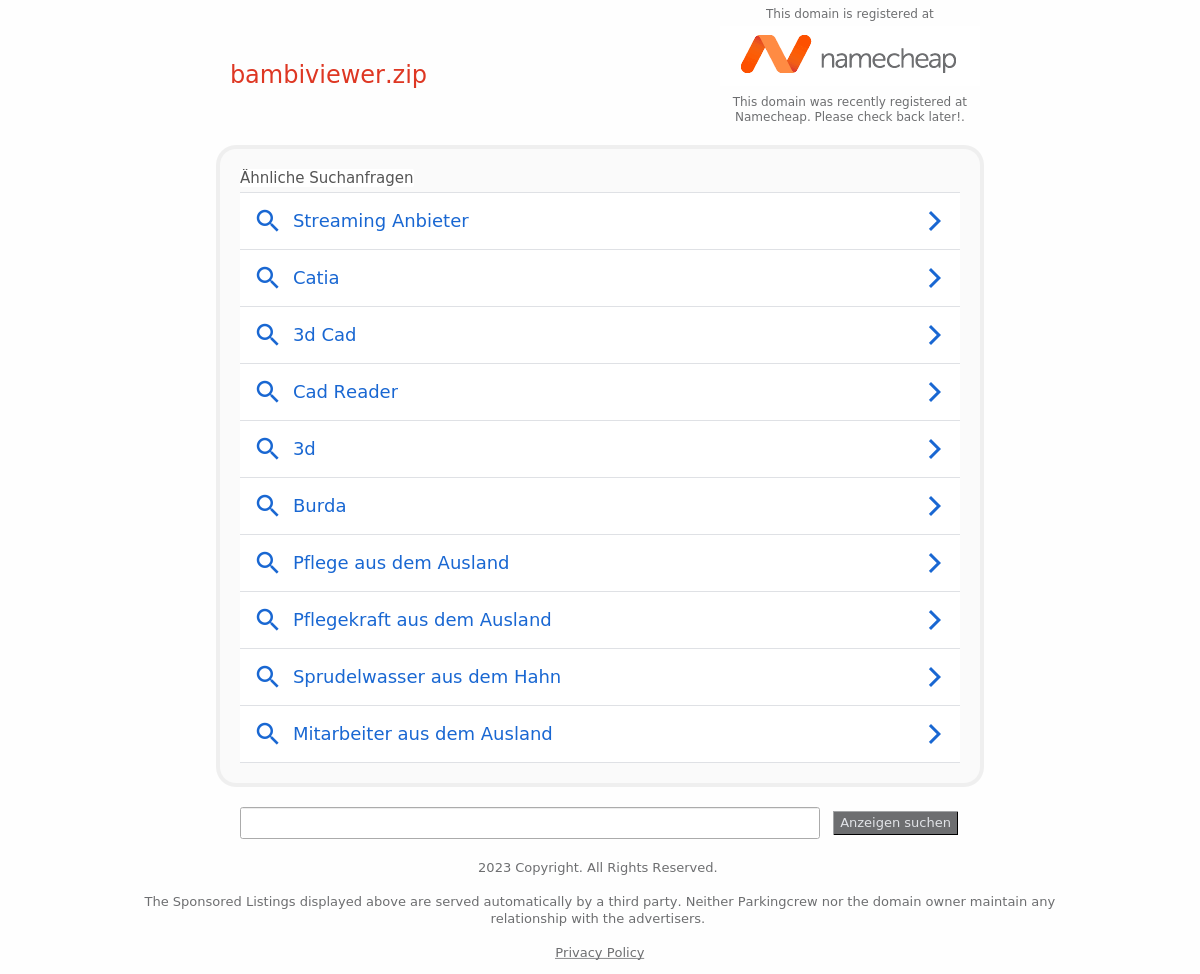 This domain is registered at
namecheap
bambiviewer.zip
This domain was recently registered at
Namecheap. Please check back later!.
Ähnliche Suchanfragen
Streaming Anbieter
Catia
3d Cad
Cad Reader
3d
Burda
Pflege aus dem Ausland
Pflegekraft aus dem Ausland
Sprudelwasser aus dem Hahn
Mitarbeiter aus dem Ausland
Anzeigen suchen
2023 Copyright. All Rights Reserved.
The Sponsored Listings displayed above are served automatically by a third party. Neither Parkingcrew nor the domain owner maintain any
relationship with the advertisers.
Privacy Policy